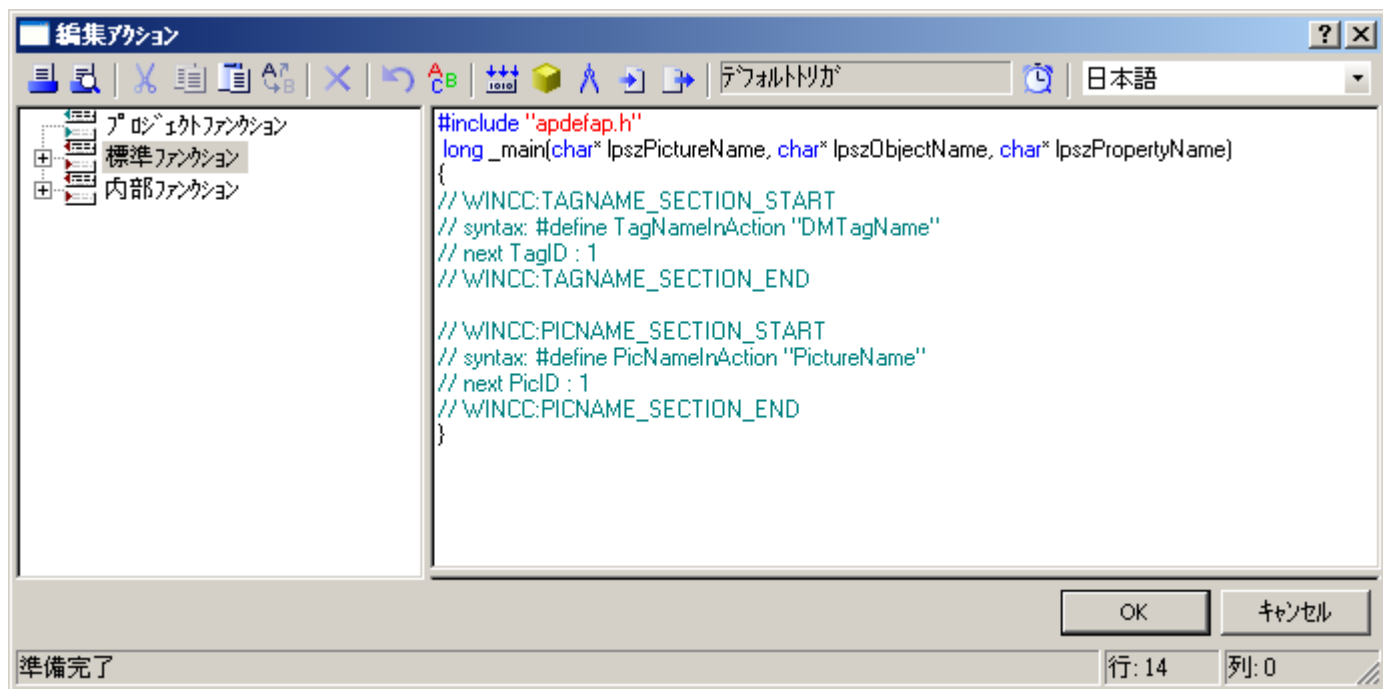 編集ｱｸｼｮﾝ
ﾃﾞﾌｫﾙﾄﾄﾘｶﾞ 日本語
ﾌﾟﾛｼﾞｪｸﾄﾌｧﾝｸｼｮﾝ
標準ﾌｧﾝｸｼｮﾝ
内部ﾌｧﾝｸｼｮﾝ
#include "apdefap.h"
long _main(char* lpszPictureName, char* lpszObjectName, char* lpszPropertyName)
{
// WINCC:TAGNAME_SECTION_START
// syntax: #define TagNameInAction "DMTagName"
// next TagID : 1
// WINCC:TAGNAME_SECTION_END
// WINCC:PICNAME_SECTION_START
// syntax: #define PicNameInAction "PictureName"
// next PicID : 1
// WINCC:PICNAME_SECTION_END
}
OK ｷｬﾝｾﾙ
準備完了 行: 14 列: 0